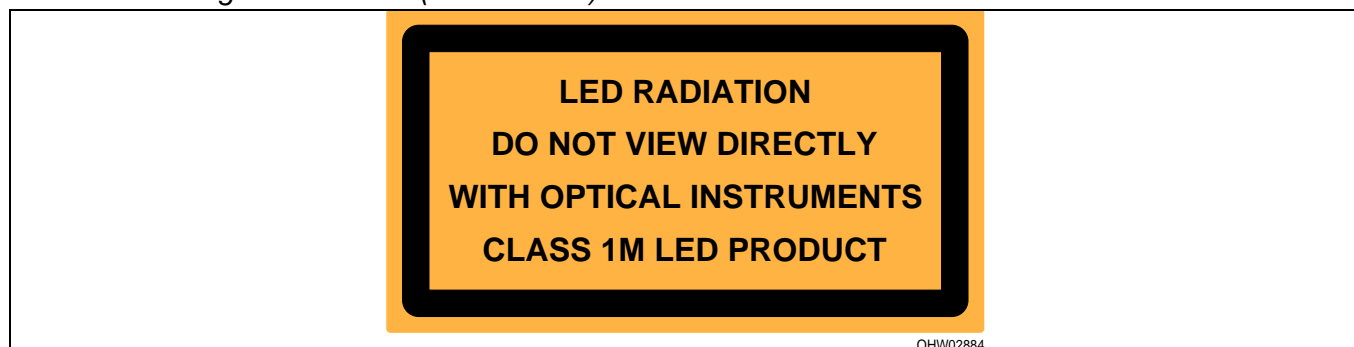 LED RADIATION
DO NOT VIEW DIRECTLY
WITH OPTICAL INSTRUMENTS
CLASS 1M LED PRODUCT
OHW02884